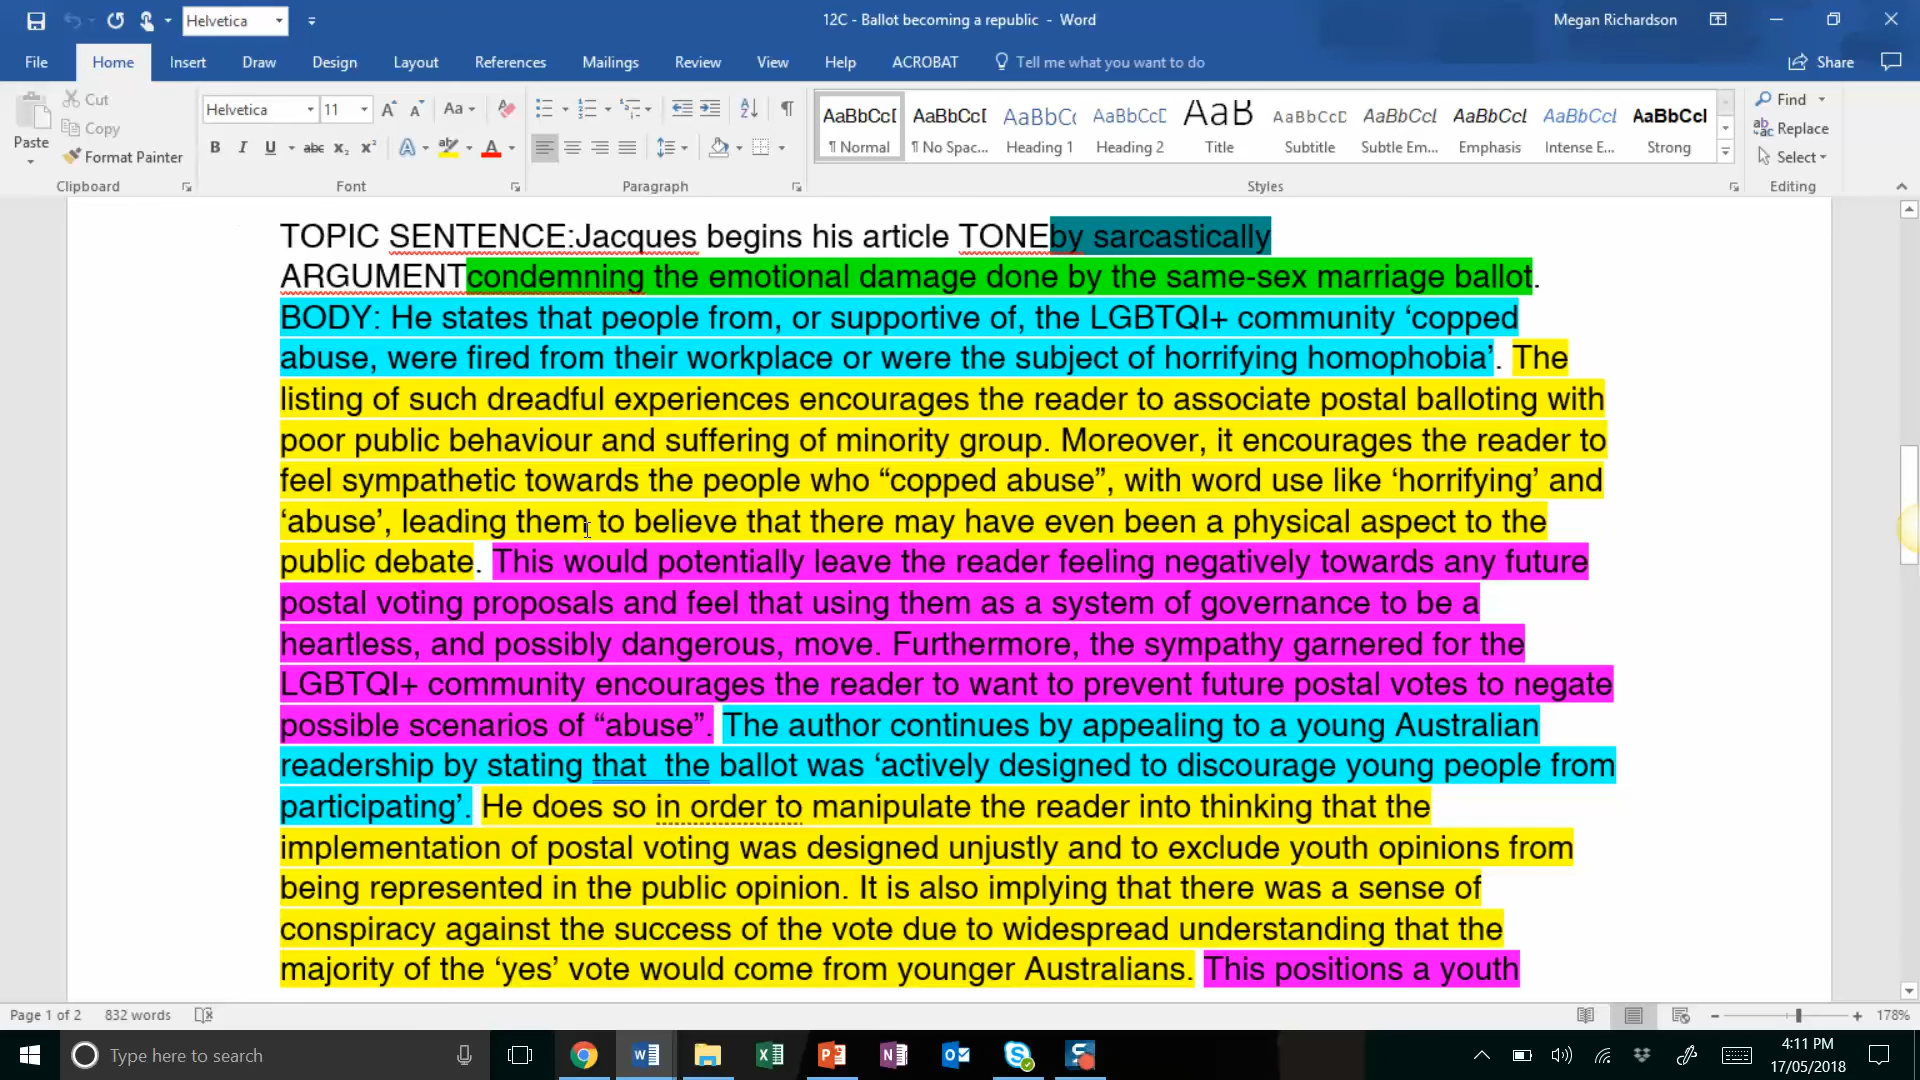 Helvetica
12C - Ballot becoming a republic - Word
Megan Richardson
File Home Insert Draw Design Layout References Mailings Review View Help ACROBAT Tell me what you want to do Share
Paste
Cut
Copy
Format Painter
Clipboard
Helvetica 11
Font
Paragraph
AaBbCcI AaBbCcI AaBbC AaBbCcD AaB AaBbCcD AaBbCcI AaBbCcI AaBbCcI AaBbCcI
¶ Normal ¶ No Spac... Heading 1 Heading 2 Title Subtitle Subtle Em... Emphasis Intense E... Strong
Styles
Find
Replace
Select
Editing
TOPIC SENTENCE:Jacques begins his article TONEby sarcastically
ARGUMENTcondemning the emotional damage done by the same-sex marriage ballot.
BODY: He states that people from, or supportive of, the LGBTQI+ community ‘copped
abuse, were fired from their workplace or were the subject of horrifying homophobia’. The
listing of such dreadful experiences encourages the reader to associate postal balloting with
poor public behaviour and suffering of minority group. Moreover, it encourages the reader to
feel sympathetic towards the people who “copped abuse”, with word use like ‘horrifying’ and
‘abuse’, leading them to believe that there may have even been a physical aspect to the
public debate. This would potentially leave the reader feeling negatively towards any future
postal voting proposals and feel that using them as a system of governance to be a
heartless, and possibly dangerous, move. Furthermore, the sympathy garnered for the
LGBTQI+ community encourages the reader to want to prevent future postal votes to negate
possible scenarios of “abuse”. The author continues by appealing to a young Australian
readership by stating that  the ballot was ‘actively designed to discourage young people from
participating’. He does so in order to manipulate the reader into thinking that the
implementation of postal voting was designed unjustly and to exclude youth opinions from
being represented in the public opinion. It is also implying that there was a sense of
conspiracy against the success of the vote due to widespread understanding that the
majority of the ‘yes’ vote would come from younger Australians. This positions a youth
Page 1 of 2 832 words
178%
Type here to search
4:11 PM
17/05/2018